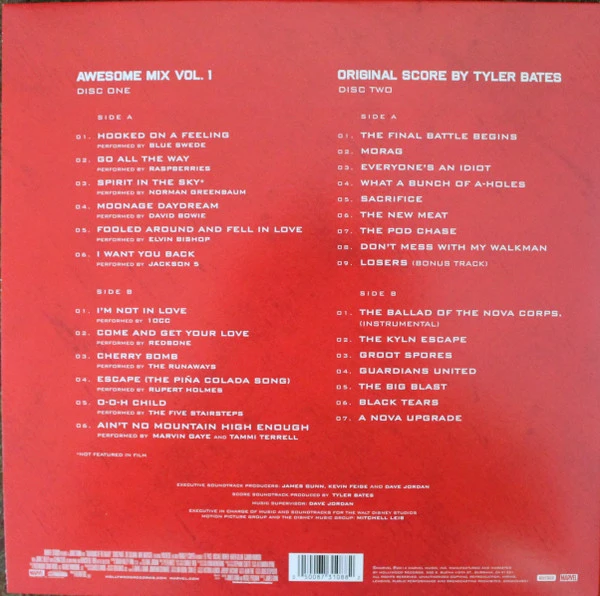 AWESOME MIX VOL. 1
DISC ONE
SIDE A
01. HOOKED ON A FEELING
PERFORMED BY BLUE SWEDE
02. GO ALL THE WAY
PERFORMED BY RASPBERRIES
03. SPIRIT IN THE SKY*
PERFORMED BY NORMAN GREENBAUM
04. MOONAGE DAYDREAM
PERFORMED BY DAVID BOWIE
05. FOOLED AROUND AND FELL IN LOVE
PERFORMED BY ELVIN BISHOP
06. I WANT YOU BACK
PERFORMED BY JACKSON 5
SIDE B
01. I'M NOT IN LOVE
PERFORMED BY 10CC
02. COME AND GET YOUR LOVE
PERFORMED BY REDBONE
03. CHERRY BOMB
PERFORMED BY THE RUNAWAYS
04. ESCAPE (THE PIÑA COLADA SONG)
PERFORMED BY RUPERT HOLMES
05. O-O-H CHILD
PERFORMED BY THE FIVE STAIRSTEPS
06. AIN'T NO MOUNTAIN HIGH ENOUGH
PERFORMED BY MARVIN GAYE AND TAMMI TERRELL
*NOT FEATURED IN FILM
ORIGINAL SCORE BY TYLER BATES
DISC TWO
SIDE A
01. THE FINAL BATTLE BEGINS
02. MORAG
03. EVERYONE'S AN IDIOT
04. WHAT A BUNCH OF A-HOLES
05. SACRIFICE
06. THE NEW MEAT
07. THE POD CHASE
08. DON'T MESS WITH MY WALKMAN
09. LOSERS (BONUS TRACK)
SIDE B
01. THE BALLAD OF THE NOVA CORPS.
(INSTRUMENTAL)
02. THE KYLN ESCAPE
03. GROOT SPORES
04. GUARDIANS UNITED
05. THE BIG BLAST
06. BLACK TEARS
07. A NOVA UPGRADE
EXECUTIVE SOUNDTRACK PRODUCERS: JAMES GUNN, KEVIN FEIGE AND DAVE JORDAN
SCORE SOUNDTRACK PRODUCED BY TYLER BATES
MUSIC SUPERVISOR: DAVE JORDAN
EXECUTIVE IN CHARGE OF MUSIC AND SOUNDTRACKS FOR THE WALT DISNEY STUDIOS
MOTION PICTURE GROUP AND THE DISNEY MUSIC GROUP: MITCHELL LEIB
MARVEL